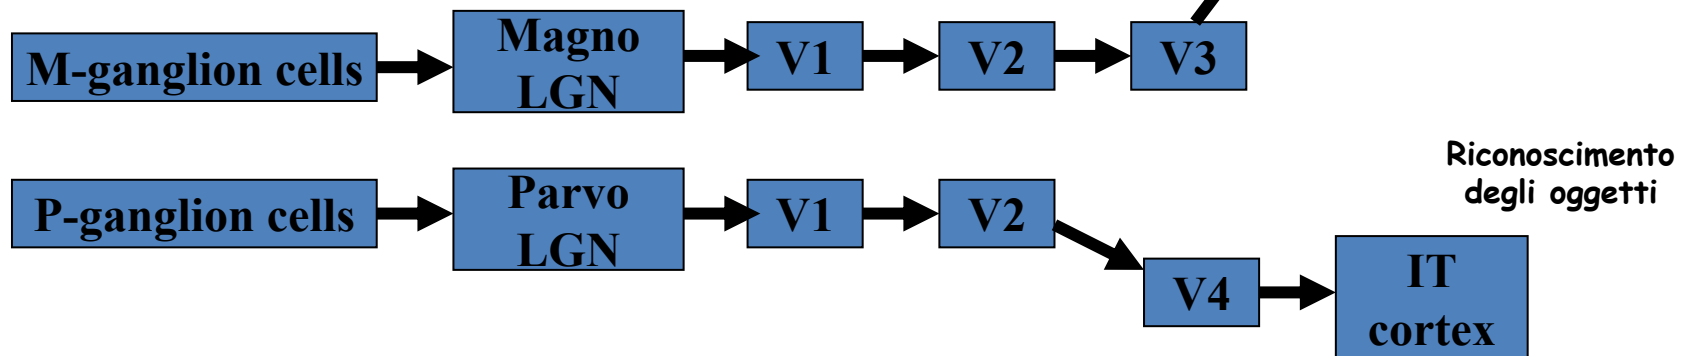 M-ganglion cells
Magno
LGN
V1
V2
V3
Riconoscimento
degli oggetti
P-ganglion cells
Parvo
LGN
V1
V2
V4
IT
cortex